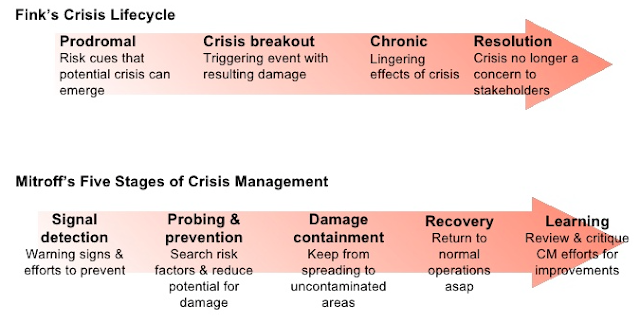 Fink's Crisis Lifecycle
Prodromal
Risk cues that
potential crisis can
emerge
Crisis breakout
Triggering event with
resulting damage
Chronic
Lingering
effects of crisis
Resolution
Crisis no longer a
concern to
stakeholders
Mitroff's Five Stages of Crisis Management
Signal
detection
Warning signs &
efforts to prevent
Probing &
prevention
Search risk
factors & reduce
potential for
damage
Damage
containment
Keep from
spreading to
uncontaminated
areas
Recovery
Return to
normal
operations
asap
Learning
Review & critique
CM efforts for
improvements